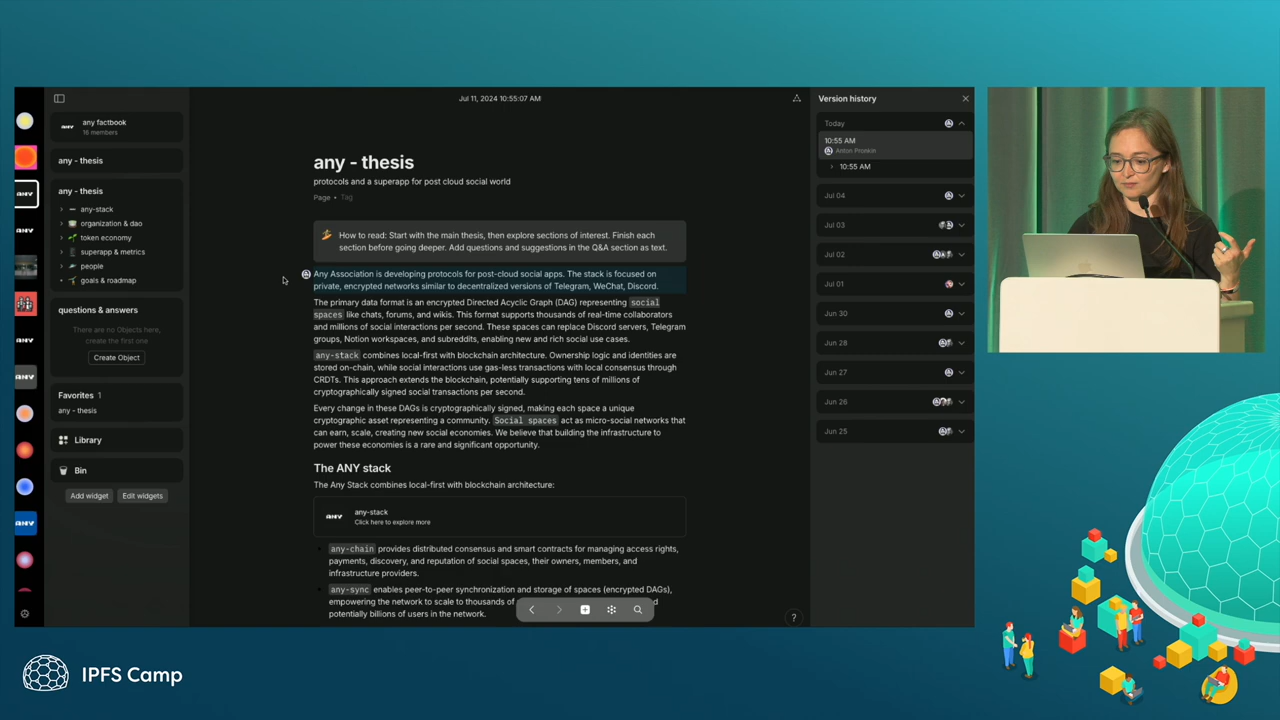 Jul 11, 2024 10:55:07 AM
any factbook
16 members
any - thesis
any - thesis
any-stack
organization & dao
token economy
superapp & metrics
people
goals & roadmap
questions & answers
There are no Objects here,
create the first one
Create Object
Favorites 1
any - thesis
Library
Bin
Add widget
Edit widgets
any - thesis
protocols and a superapp for post cloud social world
Page • Tag
How to read: Start with the main thesis, then explore sections of interest. Finish each
section before going deeper. Add questions and suggestions in the Q&A section as text.
Any Association is developing protocols for post-cloud social apps. The stack is focused on
private, encrypted networks similar to decentralized versions of Telegram, WeChat, Discord.
The primary data format is an encrypted Directed Acyclic Graph (DAG) representing social
spaces like chats, forums, and wikis. This format supports thousands of real-time collaborators
and millions of social interactions per second. These spaces can replace Discord servers, Telegram
groups, Notion workspaces, and subreddits, enabling new and rich social use cases.
any-stack combines local-first with blockchain architecture. Ownership logic and identities are
stored on-chain, while social interactions use gas-less transactions with local consensus through
CRDTs. This approach extends the blockchain, potentially supporting tens of millions of
cryptographically signed social transactions per second.
Every change in these DAGs is cryptographically signed, making each space a unique
cryptographic asset representing a community. Social spaces act as micro-social networks that
can earn, scale, creating new social economies. We believe that building the infrastructure to
power these economies is a rare and significant opportunity.
The ANY stack
The Any Stack combines local-first with blockchain architecture:
ANY
any-stack
Click here to explore more
• any-chain provides distributed consensus and smart contracts for managing access rights,
payments, discovery, and reputation of social spaces, their owners, members, and
infrastructure providers.
• any-sync enables peer-to-peer synchronization and storage of spaces (encrypted DAGs),
empowering the network to scale to thousands of
potentially billions of users in the network.
?
Version history
Today
10:55 AM
Anton Pronkin
10:55 AM
Jul 04
Jul 03
Jul 02
Jul 01
Jun 30
Jun 28
Jun 27
Jun 26
Jun 25
ANY
ANY
ANY
ANY
ANY
IPFS Camp